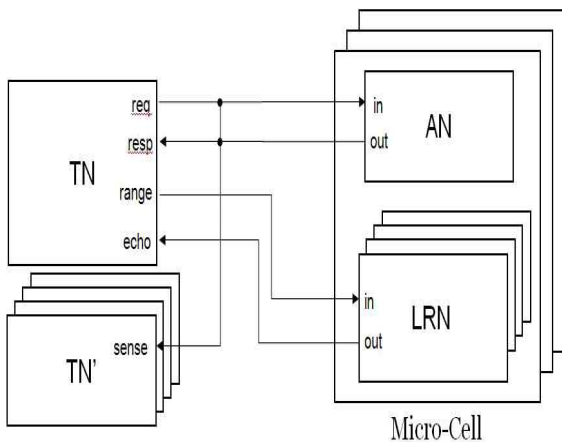 req
resp
TN
range
echo
sense
TN'
in
AN
out
in
LRN
out
Micro-Cell